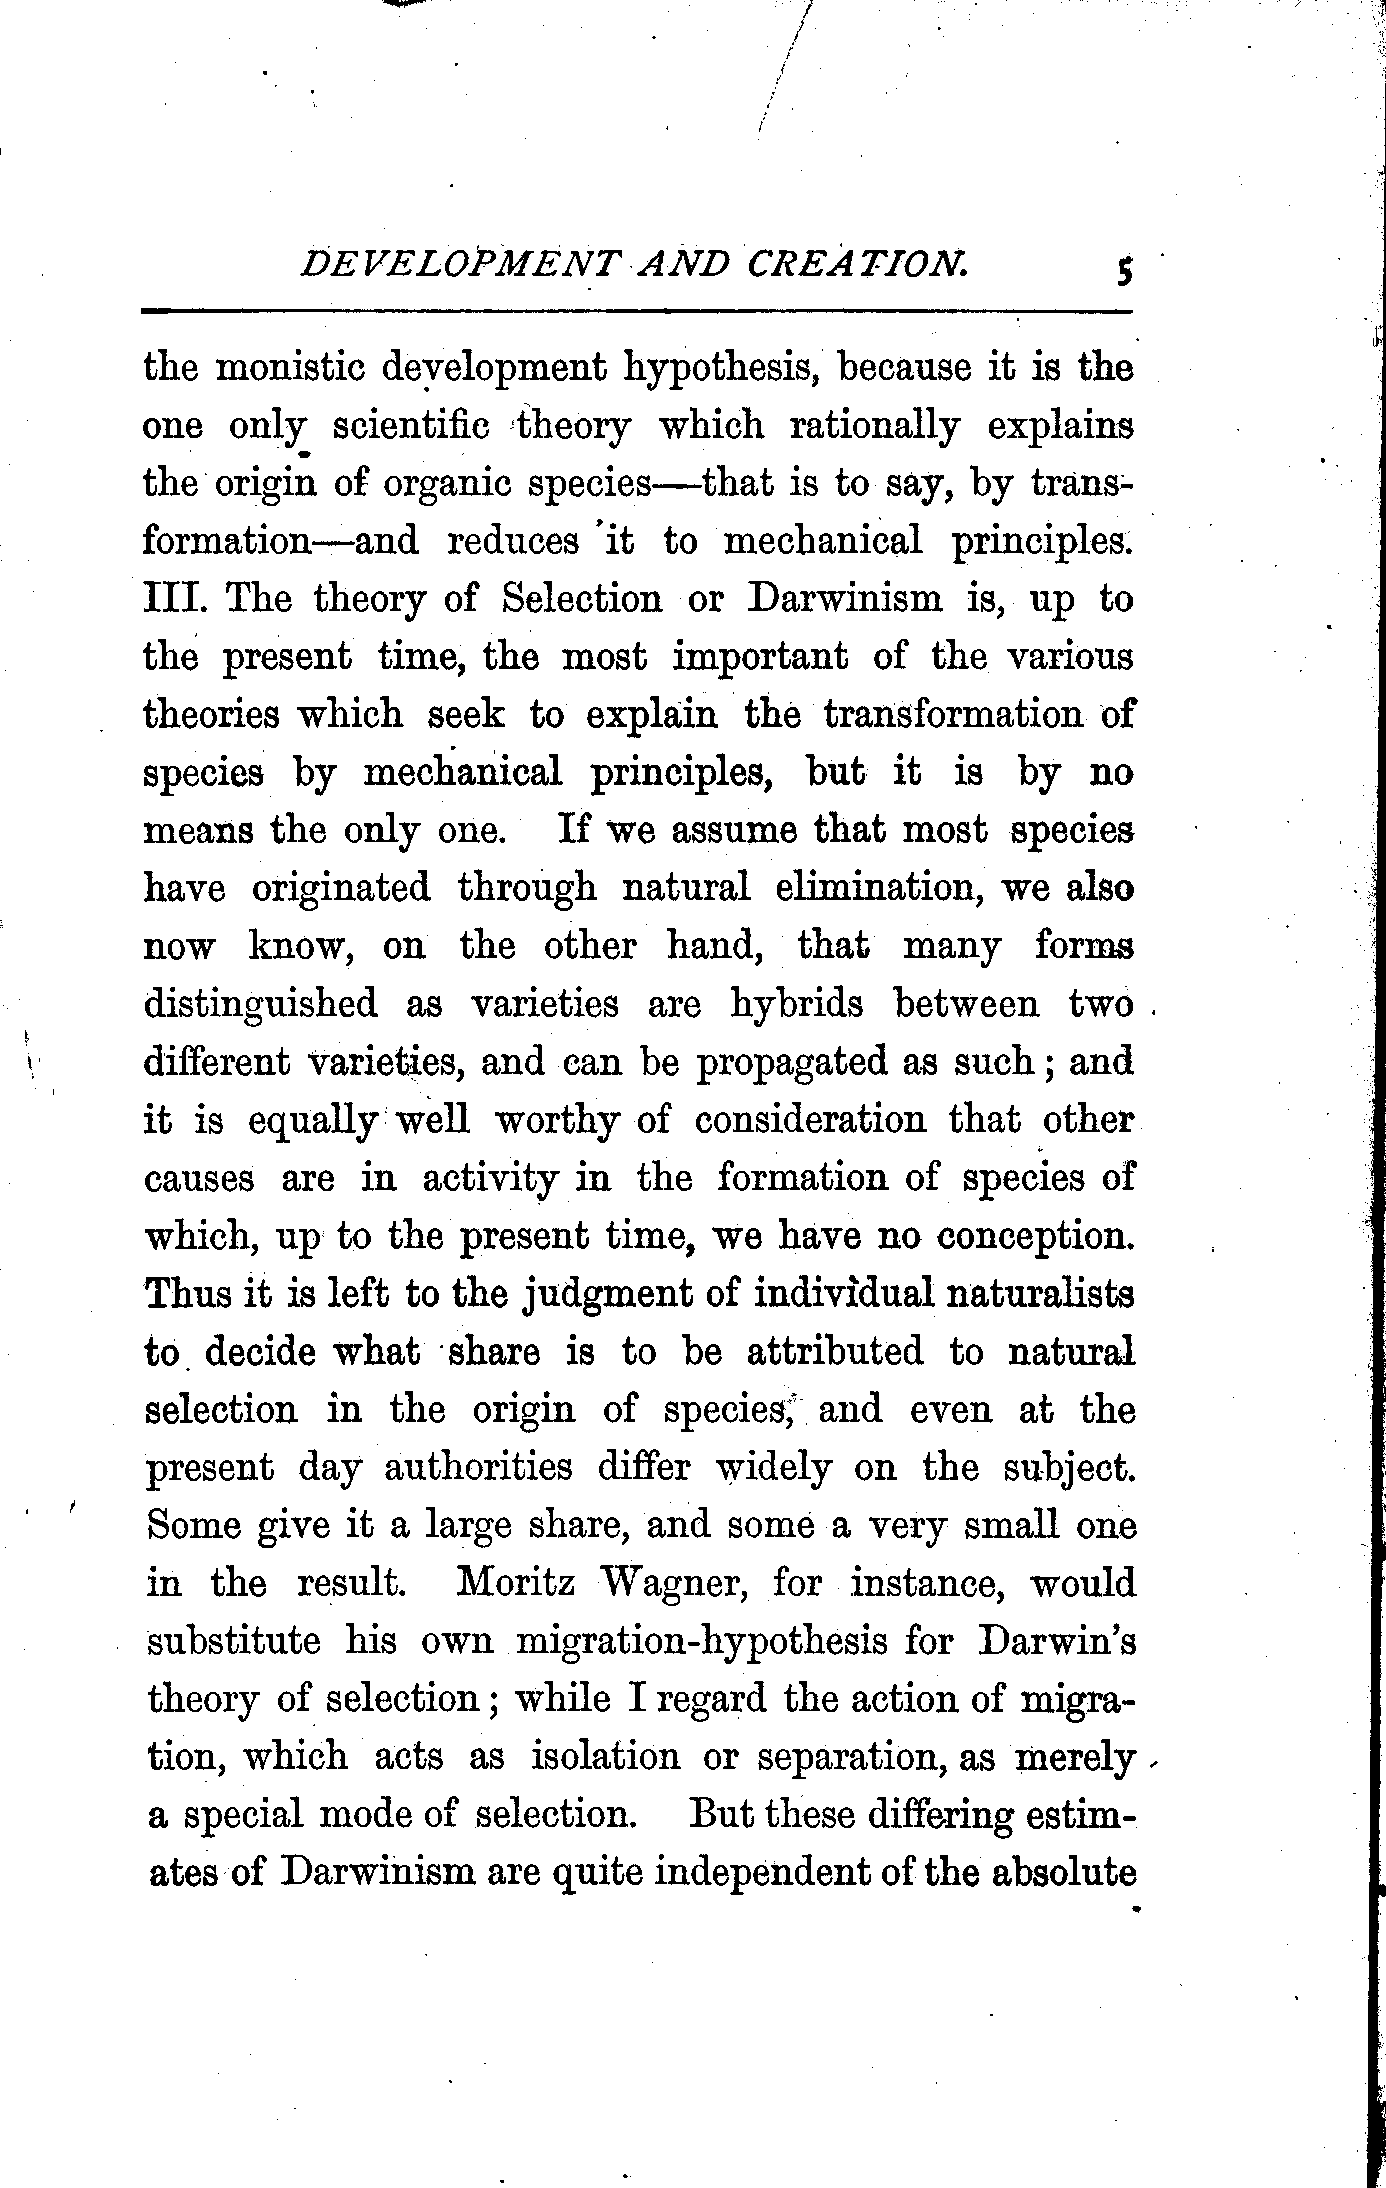 DEVELOPMENT AND CREATION. 5
the monistic development hypothesis, because it is the
one only scientific theory which rationally explains
the origin of organic species—that is to say, by trans-
formation—and reduces it to mechanical principles.
III. The theory of Selection or Darwinism is, up to
the present time, the most important of the various
theories which seek to explain the transformation of
species by mechanical principles, but it is by no
means the only one. If we assume that most species
have originated through natural elimination, we also
now know, on the other hand, that many forms
distinguished as varieties are hybrids between two
different varieties, and can be propagated as such; and
it is equally well worthy of consideration that other
causes are in activity in the formation of species of
which, up to the present time, we have no conception.
Thus it is left to the judgment of individual naturalists
to decide what share is to be attributed to natural
selection in the origin of species, and even at the
present day authorities differ widely on the subject.
Some give it a large share, and some a very small one
in the result. Moritz Wagner, for instance, would
substitute his own migration-hypothesis for Darwin's
theory of selection; while I regard the action of migra-
tion, which acts as isolation or separation, as merely
a special mode of selection. But these differing estim-
ates of Darwinism are quite independent of the absolute